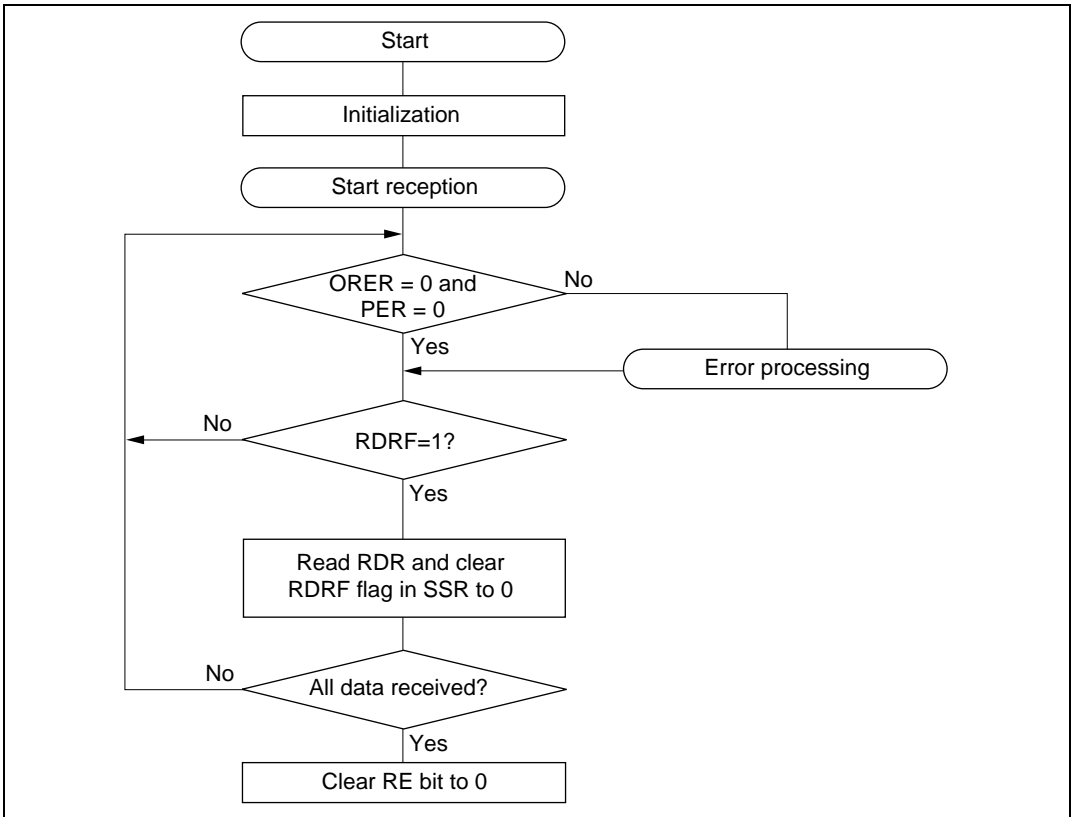 Start
Initialization
Start reception
ORER = 0 and
PER = 0
No
Yes
Error processing
No
RDRF=1?
Yes
Read RDR and clear
RDRF flag in SSR to 0
No
All data received?
Yes
Clear RE bit to 0